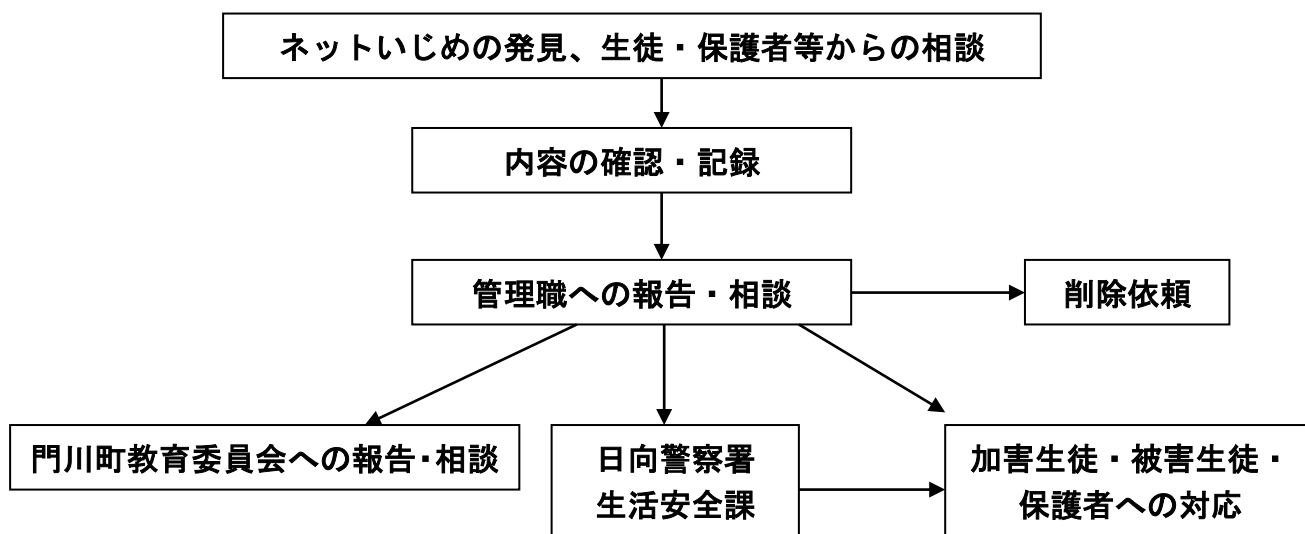 ネットいじめの発見、生徒・保護者等からの相談
内容の確認・記録
管理職への報告・相談
削除依頼
門川町教育委員会への報告・相談
日向警察署
生活安全課
加害生徒・被害生徒・
保護者への対応